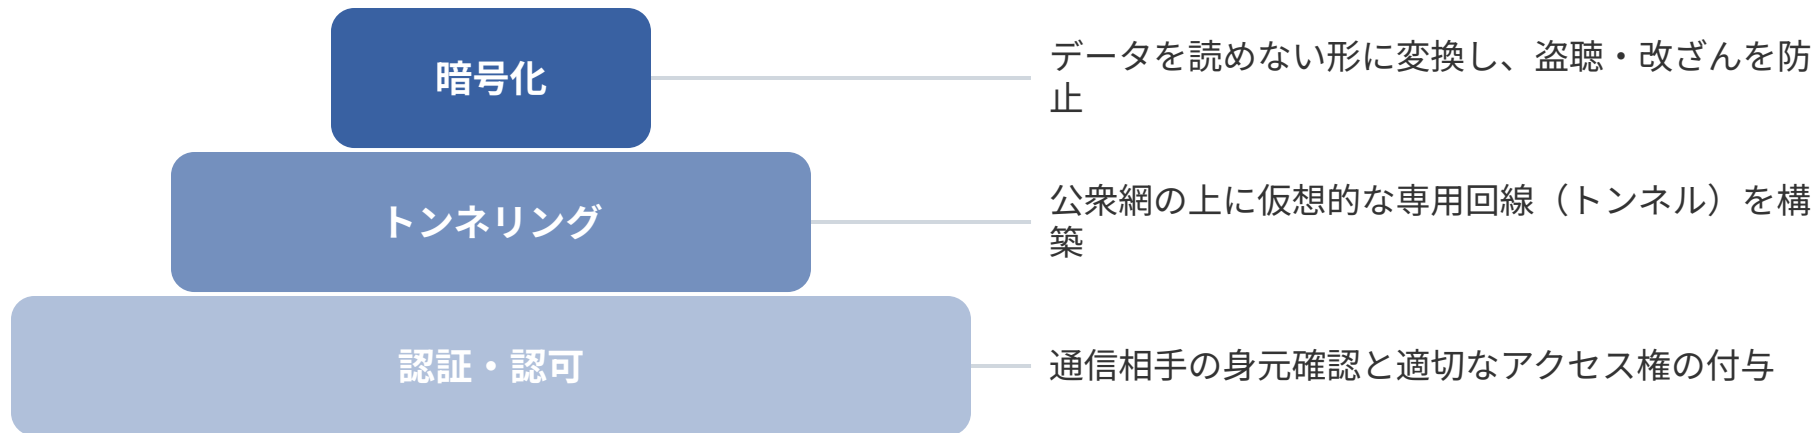 暗号化
データを読めない形に変換し、盗聴・改ざんを防
止
トンネリング
公衆網の上に仮想的な専用回線（トンネル）を構
築
認証・認可
通信相手の身元確認と適切なアクセス権の付与